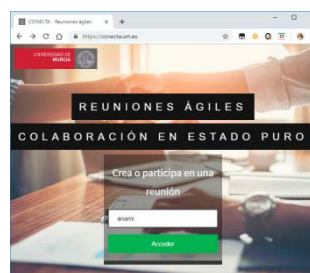 CONECTA - Reuniones ágiles
https://conecta.um.es
UNIVERSIDAD DE
MURCIA
REUNIONES ÁGILES
COLABORACIÓN EN ESTADO PURO
Crea o participa en una
reunión
anami
Acceder